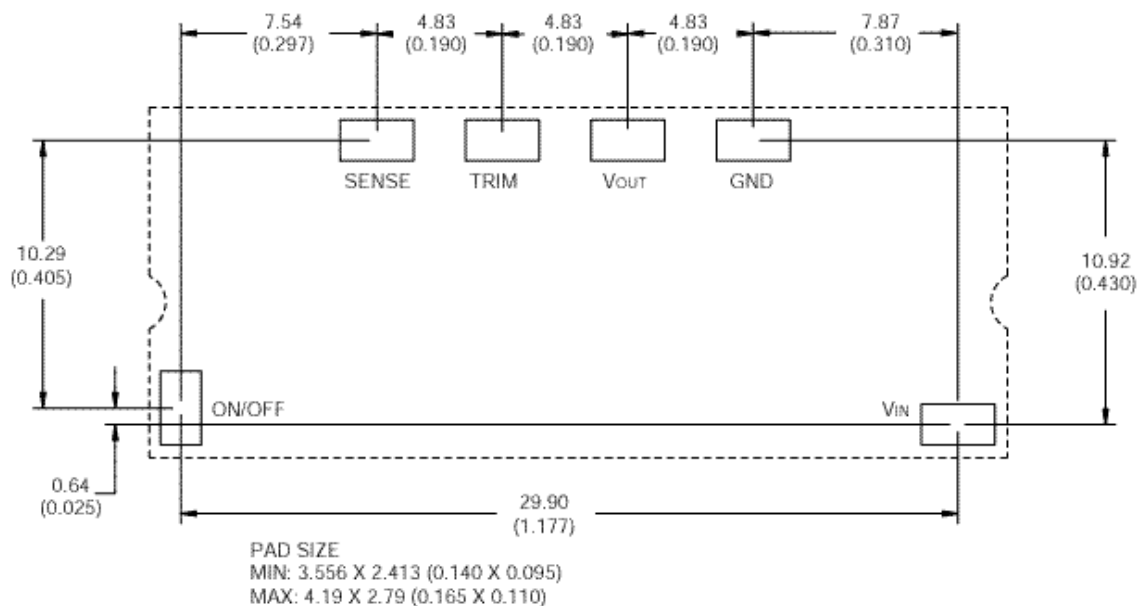 7.54
(0.297)
4.83
(0.190)
4.83
(0.190)
4.83
(0.190)
7.87
(0.310)
SENSE
TRIM
VOUT
GND
10.29
(0.405)
10.92
(0.430)
ON/OFF
VIN
0.64
(0.025)
29.90
(1.177)
PAD SIZE
MIN: 3.556 X 2.413 (0.140 X 0.095)
MAX: 4.19 X 2.79 (0.165 X 0.110)